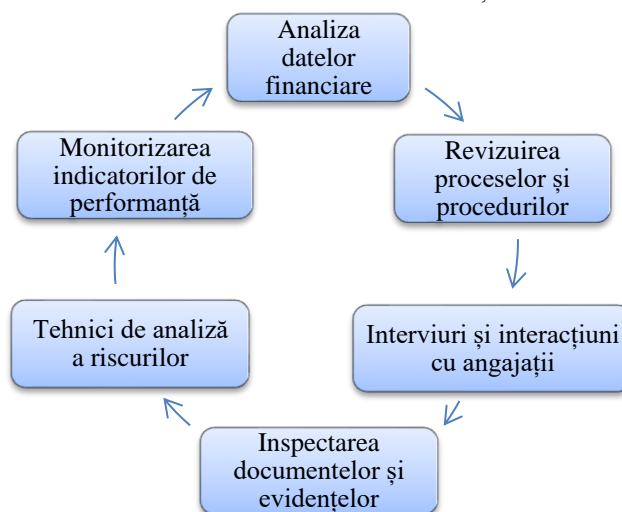 Analiza
datelor
financiare
Revizuirea
proceselor și
procedurilor
Interviuri și interacțiuni
cu angajații
Inspectarea
documentelor și
evidențelor
Tehnici de analiză
a riscurilor
Monitorizarea
indicatorilor de
performanță